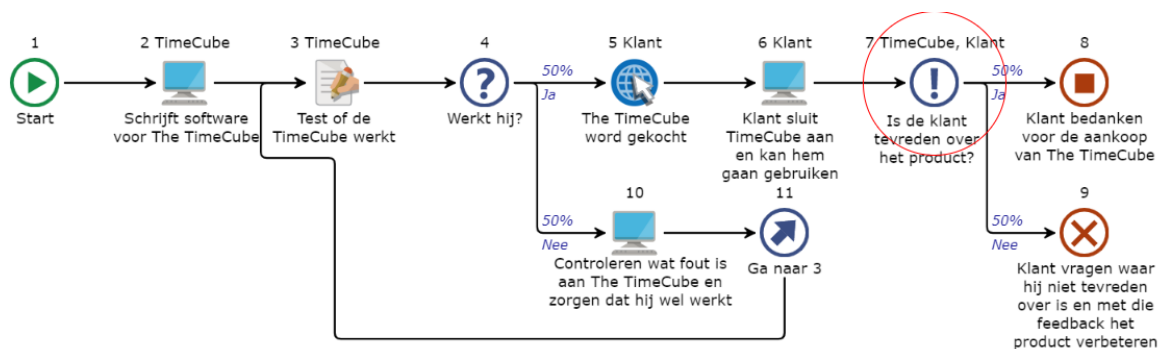 1
Start
2 TimeCube
Schrijft software
voor The TimeCube
3 TimeCube
Test of de
TimeCube werkt
4
Werkt hij?
50%
Ja
5 Klant
The TimeCube
word gekocht
6 Klant
Klant sluit
TimeCube aan
en kan hem
gaan gebruiken
7 TimeCube, Klant
Is de klant
tevreden over
het product?
50%
Ja
8
Klant bedanken
voor de aankoop
van The TimeCube
50%
Nee
10
Controleren wat fout is
aan The TimeCube en
zorgen dat hij wel werkt
11
Ga naar 3
50%
Nee
9
Klant vragen waar
hij niet tevreden
over is en met die
feedback het
product verbeteren